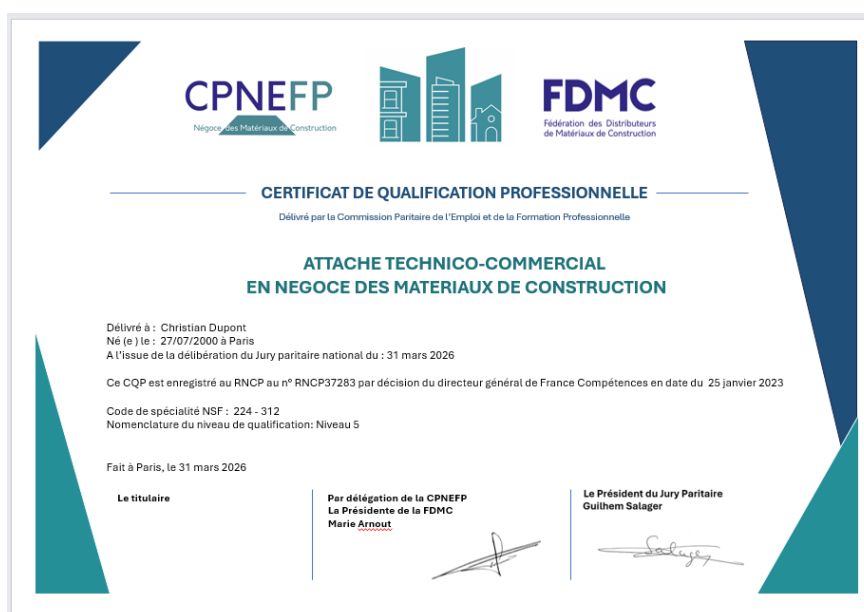 CPNEFP
Négoce des Matériaux de Construction
FDMC
Fédération des Distributeurs
de Matériaux de Construction
CERTIFICAT DE QUALIFICATION PROFESSIONNELLE
Délivré par la Commission Paritaire de l'Emploi et de la Formation Professionnelle
ATTACHE TECHNICO-COMMERCIAL
EN NEGOCE DES MATERIAUX DE CONSTRUCTION
Délivré à : Christian Dupont
Né (e ) le : 27/07/2000 à Paris
A l'issue de la délibération du Jury paritaire national du : 31 mars 2026
Ce CQP est enregistré au RNCP au n° RNCP37283 par décision du directeur général de France Compétences en date du 25 janvier 2023
Code de spécialité NSF : 224 - 312
Nomenclature du niveau de qualification: Niveau 5
Fait à Paris, le 31 mars 2026
Le titulaire
Par délégation de la CPNEFP
La Présidente de la FDMC
Marie Arnout
Le Président du Jury Paritaire
Guilhem Salager
Salager